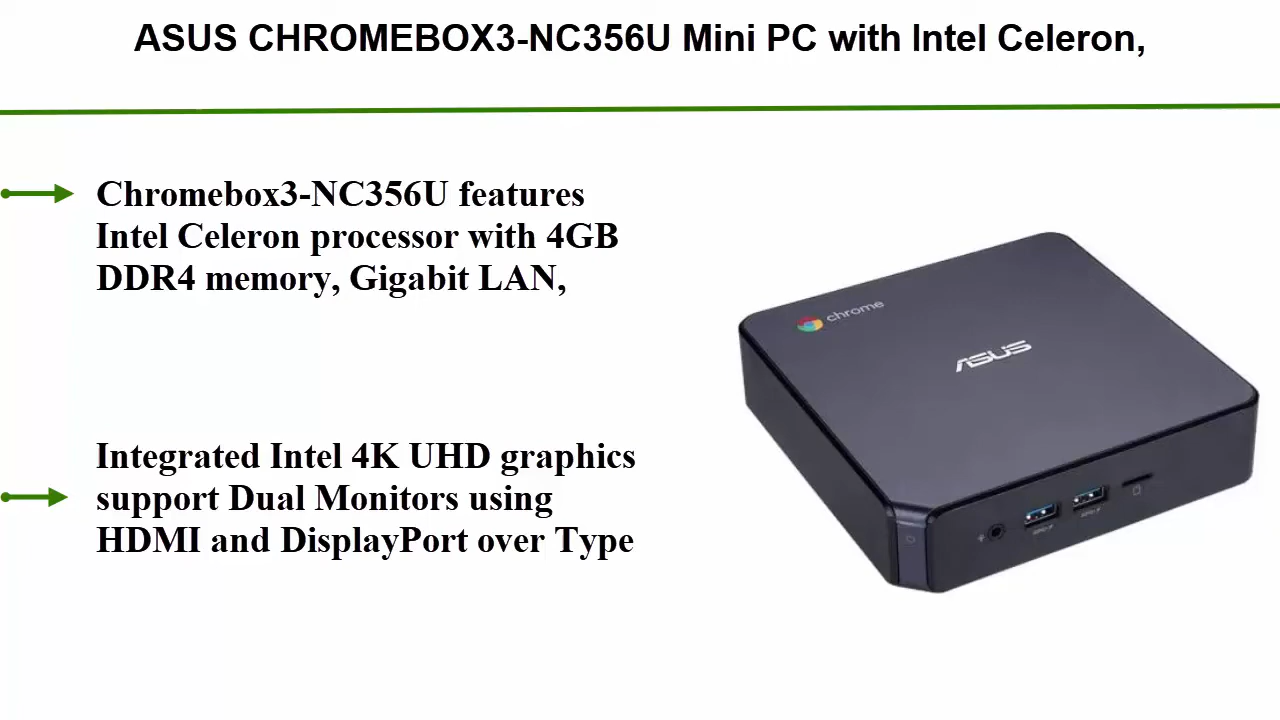 ASUS CHROMEBOX3-NC356U Mini PC with Intel Celeron,
Chromebox3-NC356U features
Intel Celeron processor with 4GB
DDR4 memory, Gigabit LAN,
Integrated Intel 4K UHD graphics
support Dual Monitors using
HDMI and DisplayPort over Type
chrome
ASUS